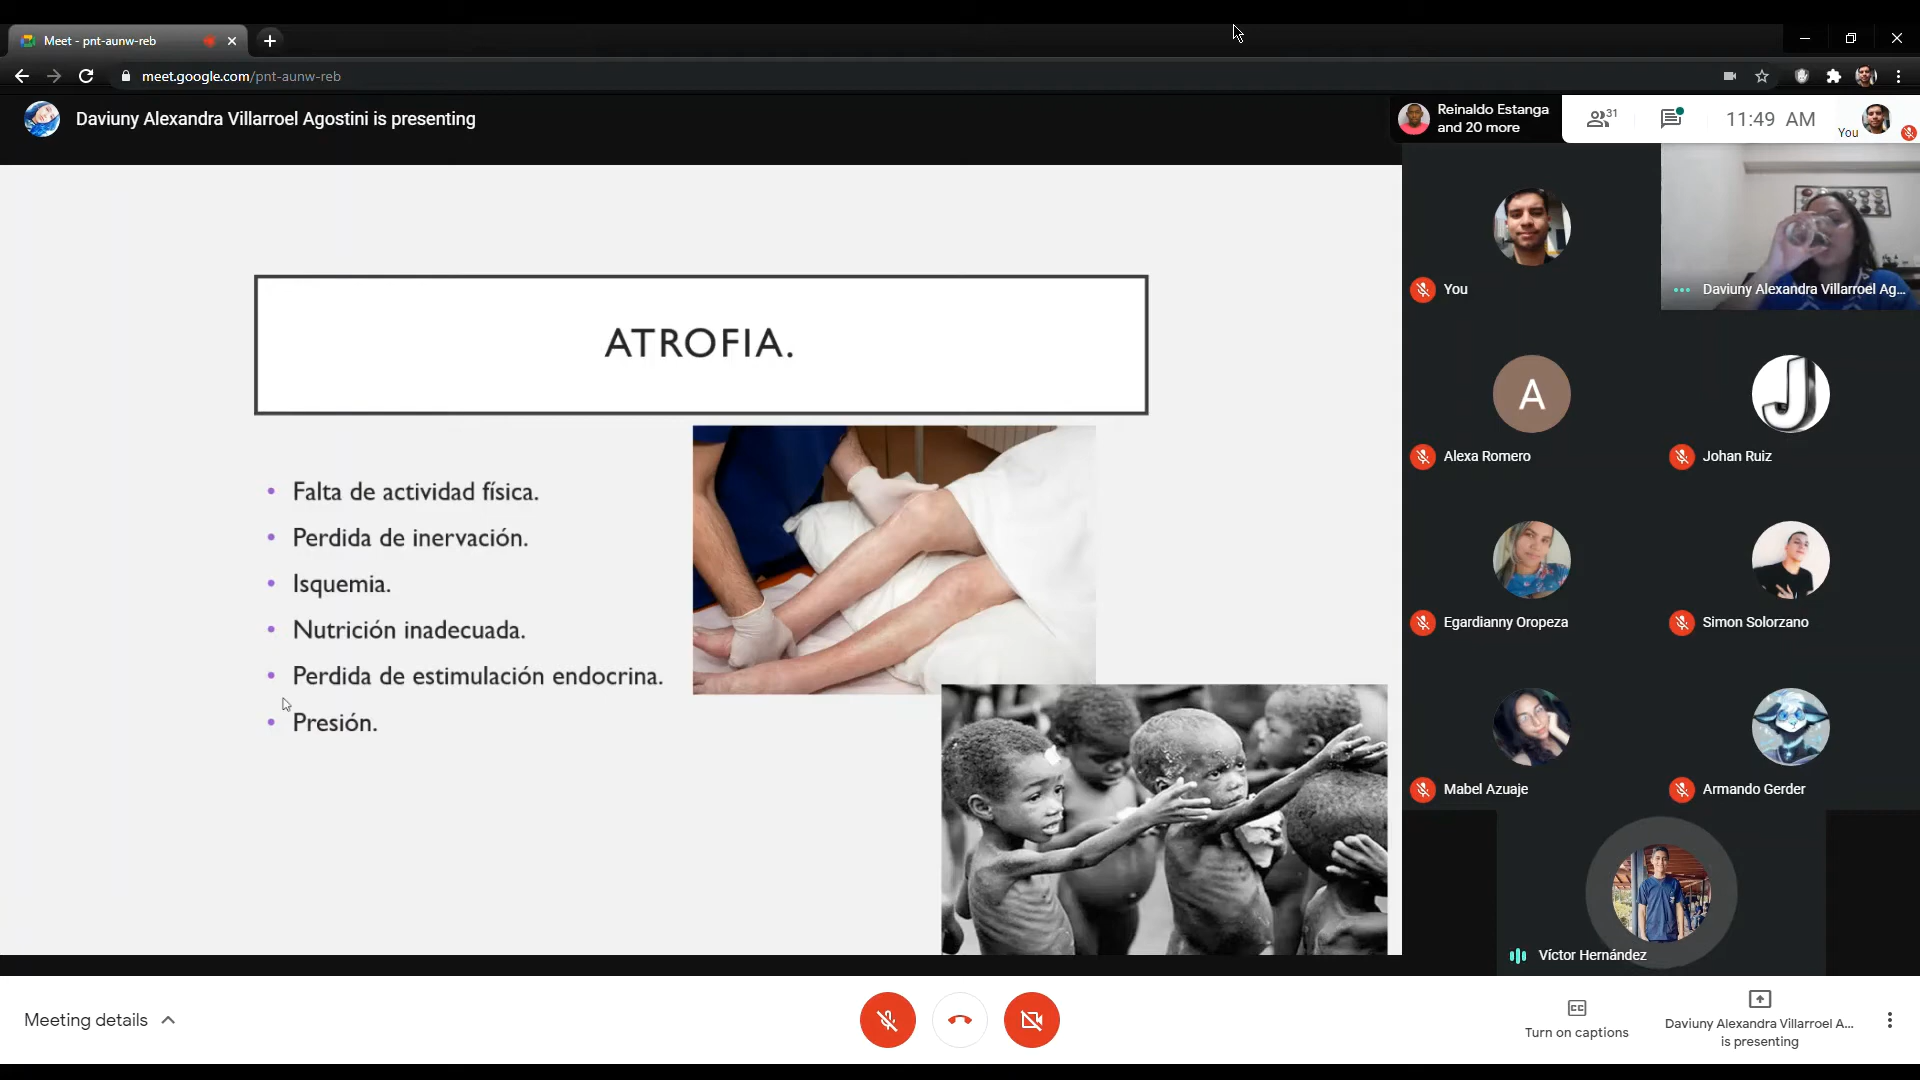 Meet - pnt-aunw-reb
meet.google.com/pnt-aunw-reb
Daviuny Alexandra Villarroel Agostini is presenting
Reinaldo Estanga
and 20 more
31
11:49 AM
You
ATROFIA.
• Falta de actividad física.
• Perdida de inervación.
• Isquemia.
• Nutrición inadecuada.
• Perdida de estimulación endocrina.
• Presión.
You
Daviuny Alexandra Villarroel Ag...
A
J
Alexa Romero
Johan Ruiz
Egardianny Oropeza
Simon Solorzano
Mabel Azuaje
Armando Gerder
Víctor Hernández
Meeting details
CC
Turn on captions
Daviuny Alexandra Villarroel A...
is presenting